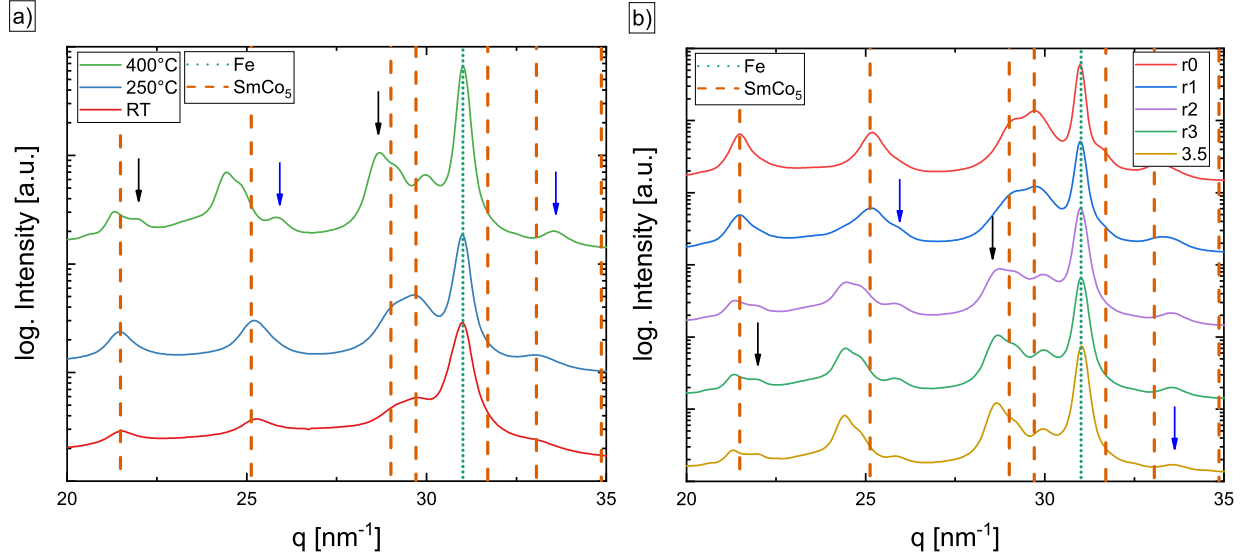 a)
400°C
250°C
RT
Fe
SmCo5
log. Intensity [a.u.]
20
25
30
35
q [nm-1]
b)
Fe
SmCo5
r0
r1
r2
r3
3.5
log. Intensity [a.u.]
20
25
30
35
q [nm-1]